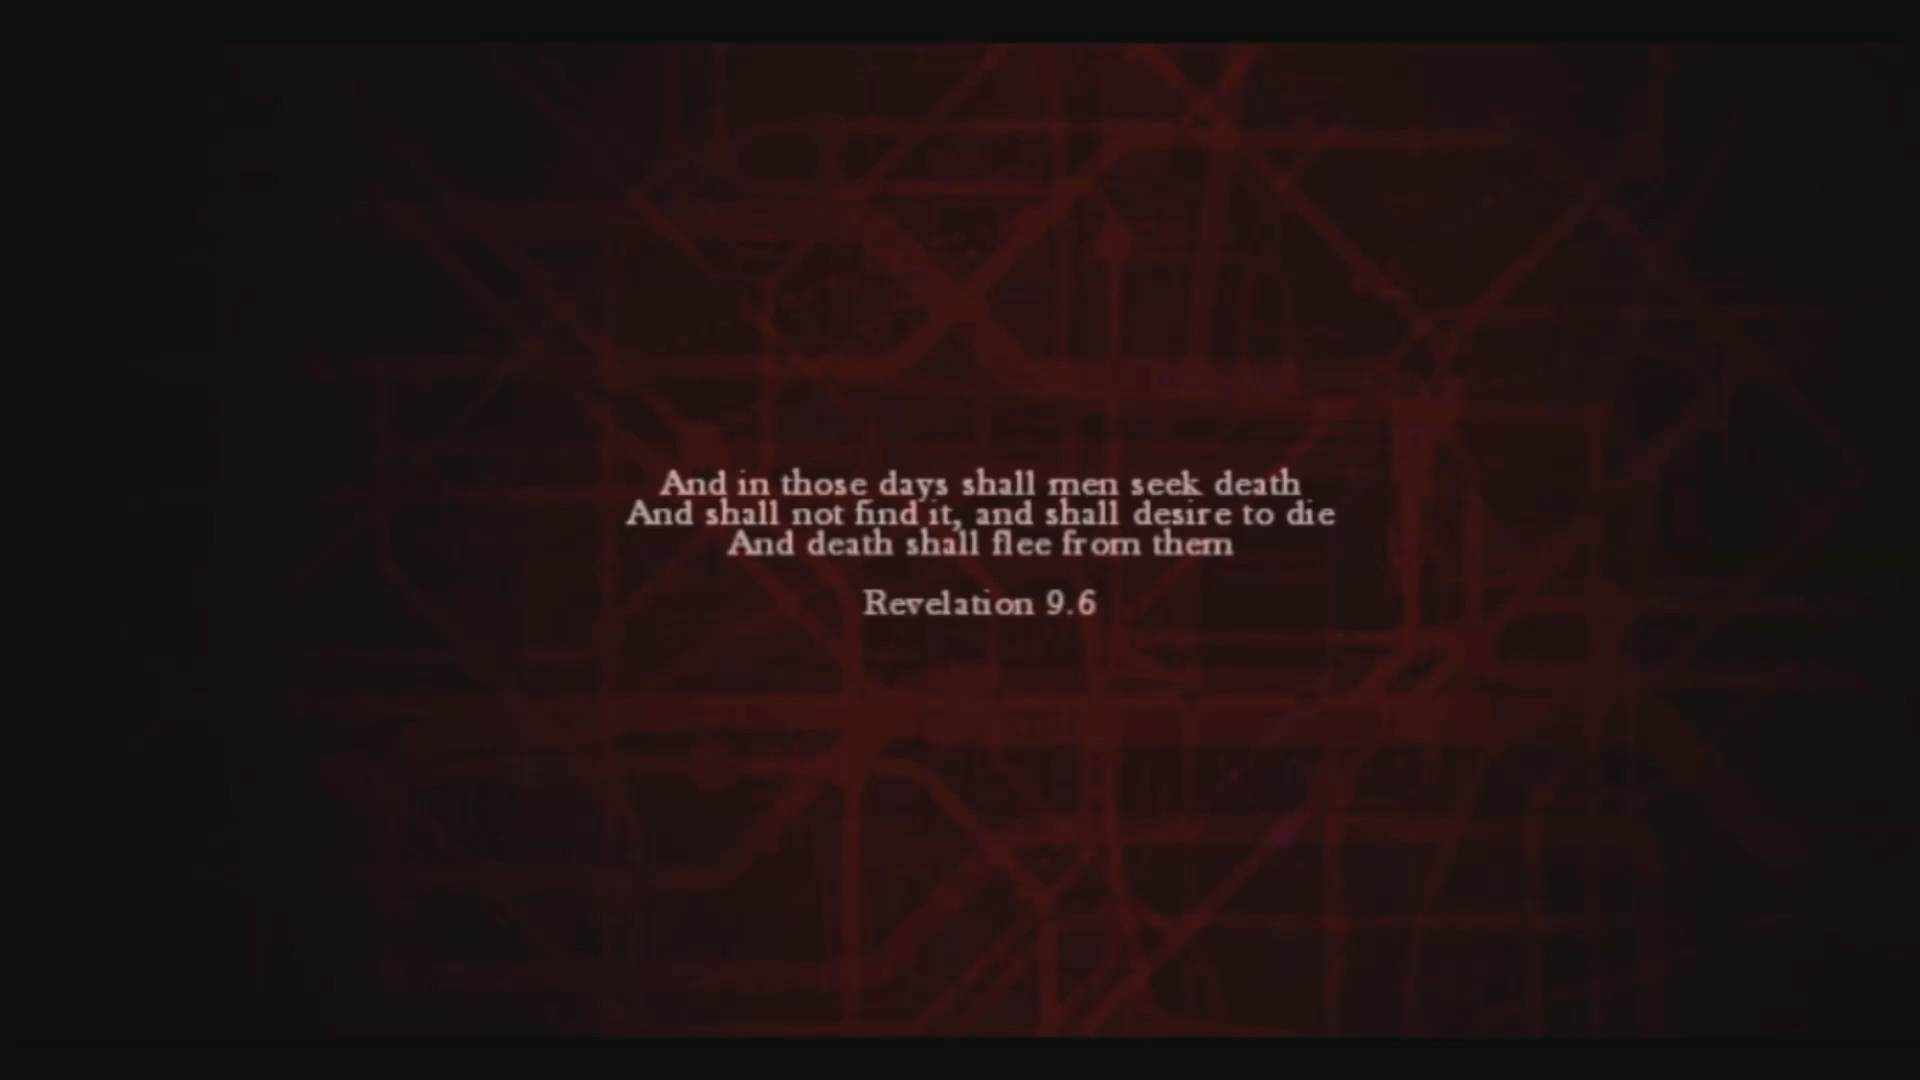 And in those days shall men seek death
And shall not find it, and shall desire to die
And death shall flee from them
Revelation 9.6